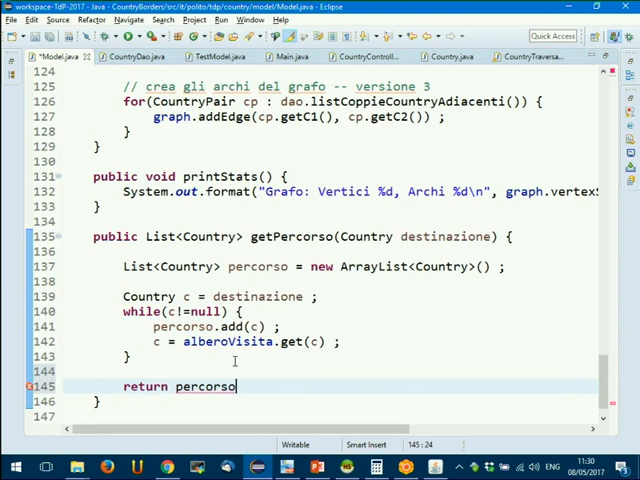 workspace-TdP-2017 - Java - CountryBorders/src/it/polito/tdp/country/model/Model.java - Eclipse
File Edit Source Refactor Navigate Search Project Run Window Help
Quick Access
*Model.java CountryDao.java TestModel.java Main.java CountryControll... Country.java CountryTraversa...
124
125 // crea gli archi del grafo -- versione 3
126 for(CountryPair cp : dao.listCoppieCountryAdiacenti()) {
127 graph.addEdge(cp.getC1(), cp.getC2()) ;
128 }
129 }
130
131 public void printStats() {
132 System.out.format("Grafo: Vertici %d, Archi %d\n", graph.vertexS
133 }
134
135 public List<Country> getPercorso(Country destinazione) {
136
137 List<Country> percorso = new ArrayList<Country>() ;
138
139 Country c = destinazione ;
140 while(c!=null) {
141 percorso.add(c) ;
142 c = alberoVisita.get(c) ;
143 }
144
145 return percorso
146 }
147
Writable Smart Insert 145 : 24
ENG 11:30
08/05/2017